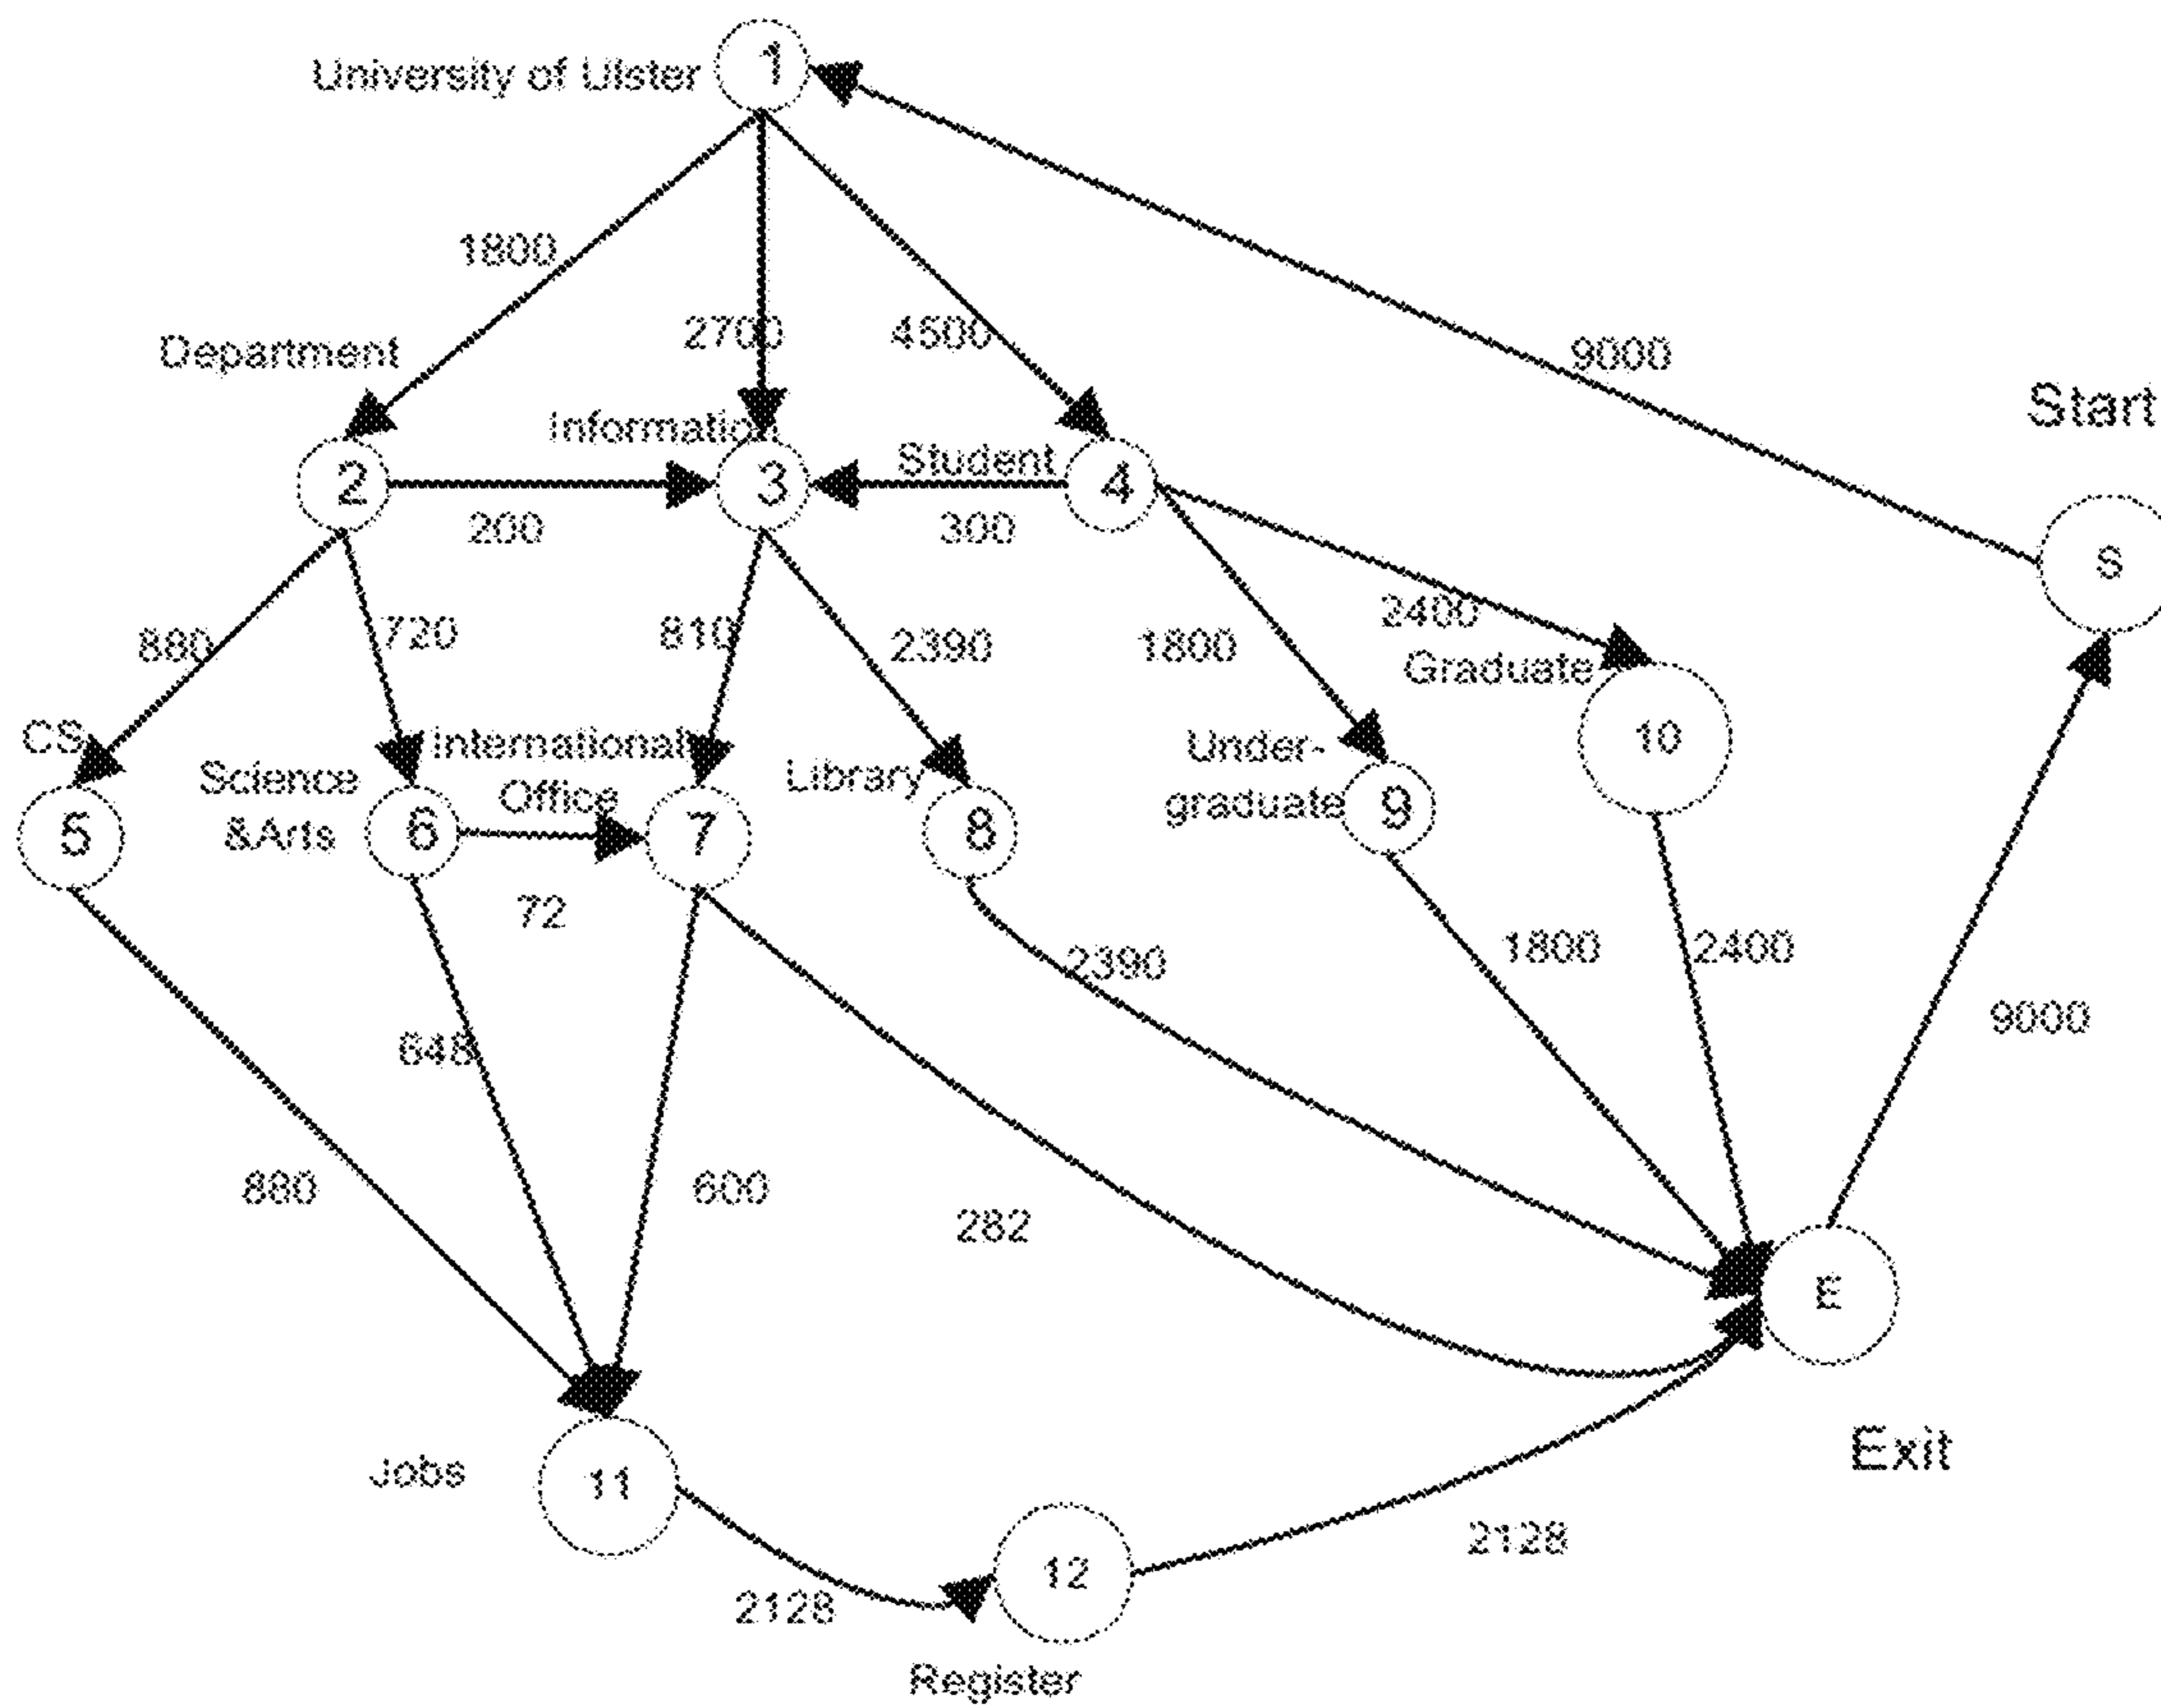 University of Ulster
1
1800
2700
4500
9000
Department
Start
Information
Student
2
3
4
200
300
S
880
720
810
2390
1800
2400
Graduate
10
CS
International
Under-
Science
Office
Library
graduate
&Arts
5
6
7
8
9
72
1800
2400
2390
9000
648
880
600
282
E
Exit
Jobs
11
12
2128
2128
Register